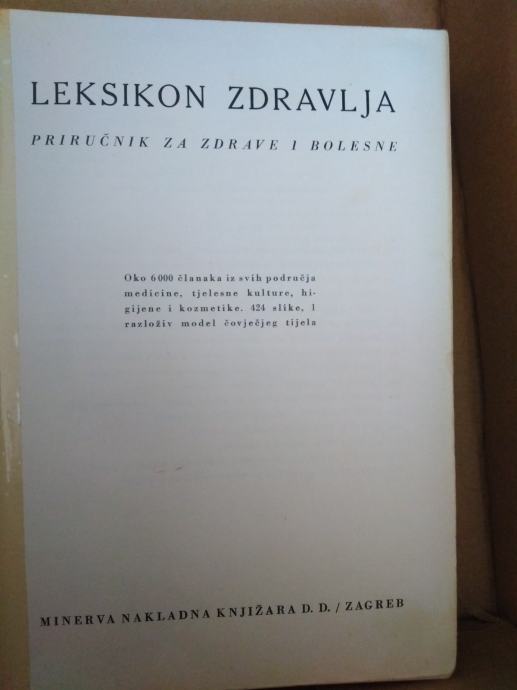 LEKSIKON ZDRAVLJA
PRIRUČNIK ZA ZDRAVE I BOLESNE
Oko 6000 članaka iz svih područja
medicine, tjelesne kulture, hi-
gijene i kozmetike. 424 slike, 1
razloživ model čovječjeg tijela
MINERVA NAKLADNA KNJIŽARA D. D. / ZAGREB